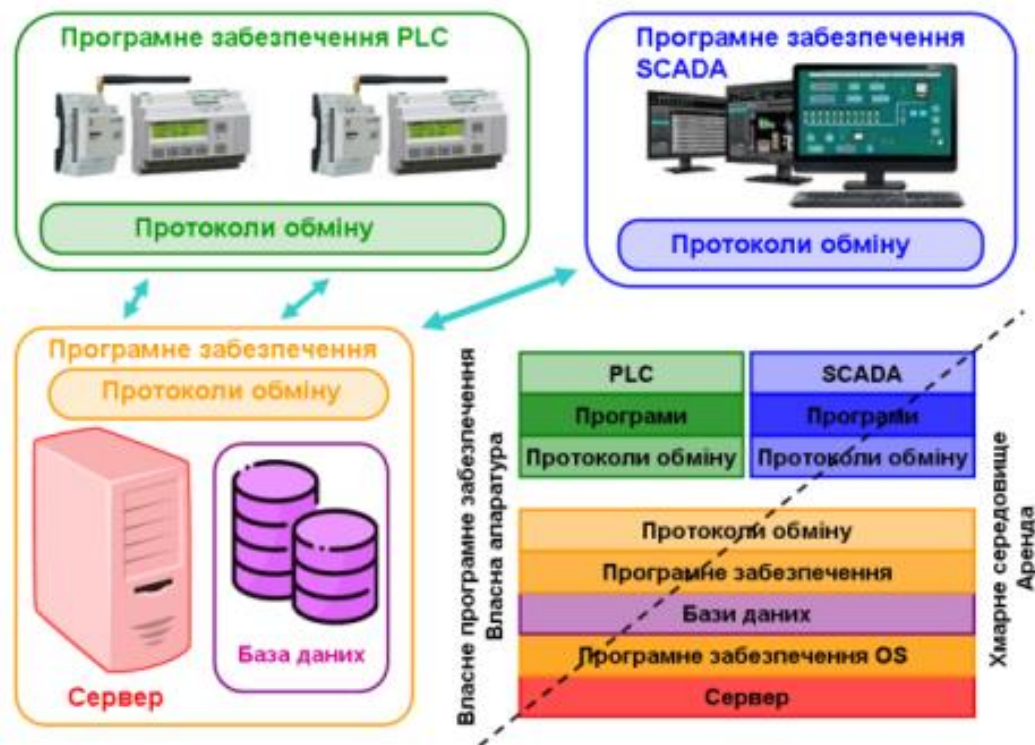 Програмне забезпечення PLC
Протоколи обміну
Програмне забезпечення
SCADA
Протоколи обміну
Програмне забезпечення
Протоколи обміну
Сервер
База даних
Власне програмне забезпечення
Власна апаратура
PLC
Програми
Протоколи обміну
SCADA
Програми
Протоколи обміну
Протоколи обміну
Програмне забезпечення
Бази даних
Програмне забезпечення OS
Сервер
Хмарне середовище
Аренда